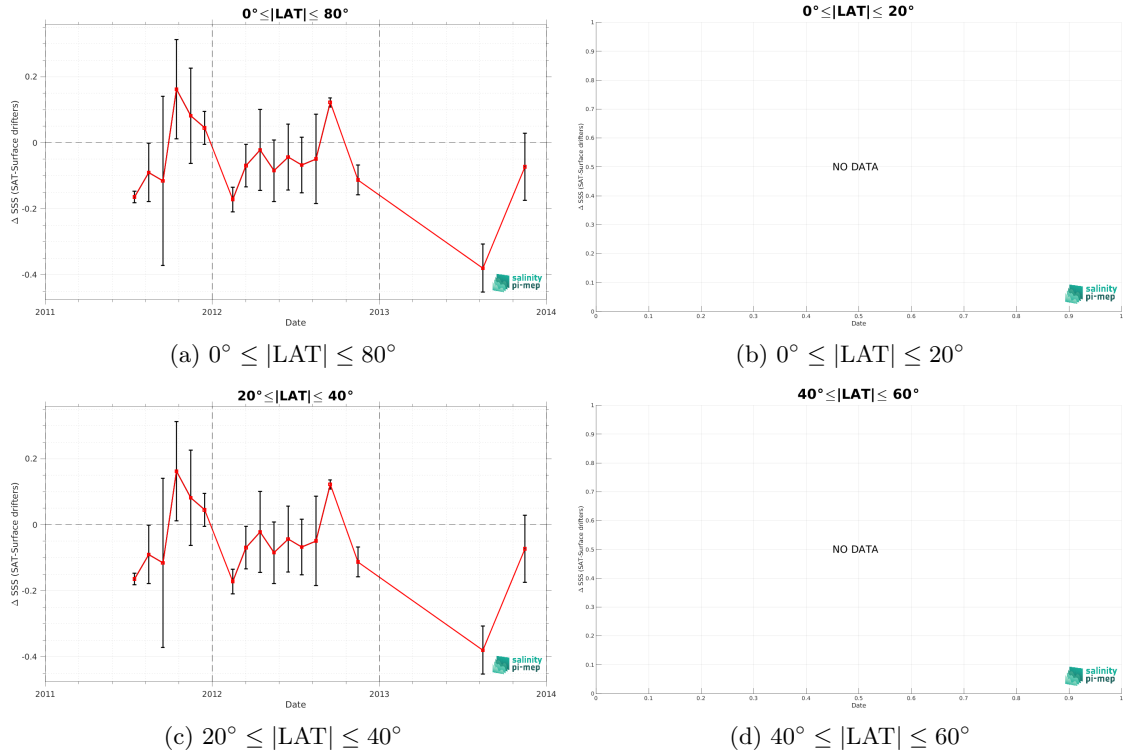 0°≤|LAT|≤ 80°
Δ SSS (SAT-Surface drifters)
0.2
0
-0.2
-0.4
2011
2012
2013
2014
Date
salinity
pi-mep
(a) 0° ≤ |LAT| ≤ 80°
0°≤|LAT|≤ 20°
Δ SSS (SAT-Surface drifters)
1
0.9
0.8
0.7
0.6
0.5
0.4
0.3
0.2
0.1
0
NO DATA
0
0.1
0.2
0.3
0.4
0.5
0.6
0.7
0.8
0.9
1
Date
salinity
pi-mep
(b) 0° ≤ |LAT| ≤ 20°
20°≤|LAT|≤ 40°
Δ SSS (SAT-Surface drifters)
0.2
0
-0.2
-0.4
2011
2012
2013
2014
Date
salinity
pi-mep
(c) 20° ≤ |LAT| ≤ 40°
40°≤|LAT|≤ 60°
Δ SSS (SAT-Surface drifters)
1
0.9
0.8
0.7
0.6
0.5
0.4
0.3
0.2
0.1
0
NO DATA
0
0.1
0.2
0.3
0.4
0.5
0.6
0.7
0.8
0.9
1
Date
salinity
pi-mep
(d) 40° ≤ |LAT| ≤ 60°